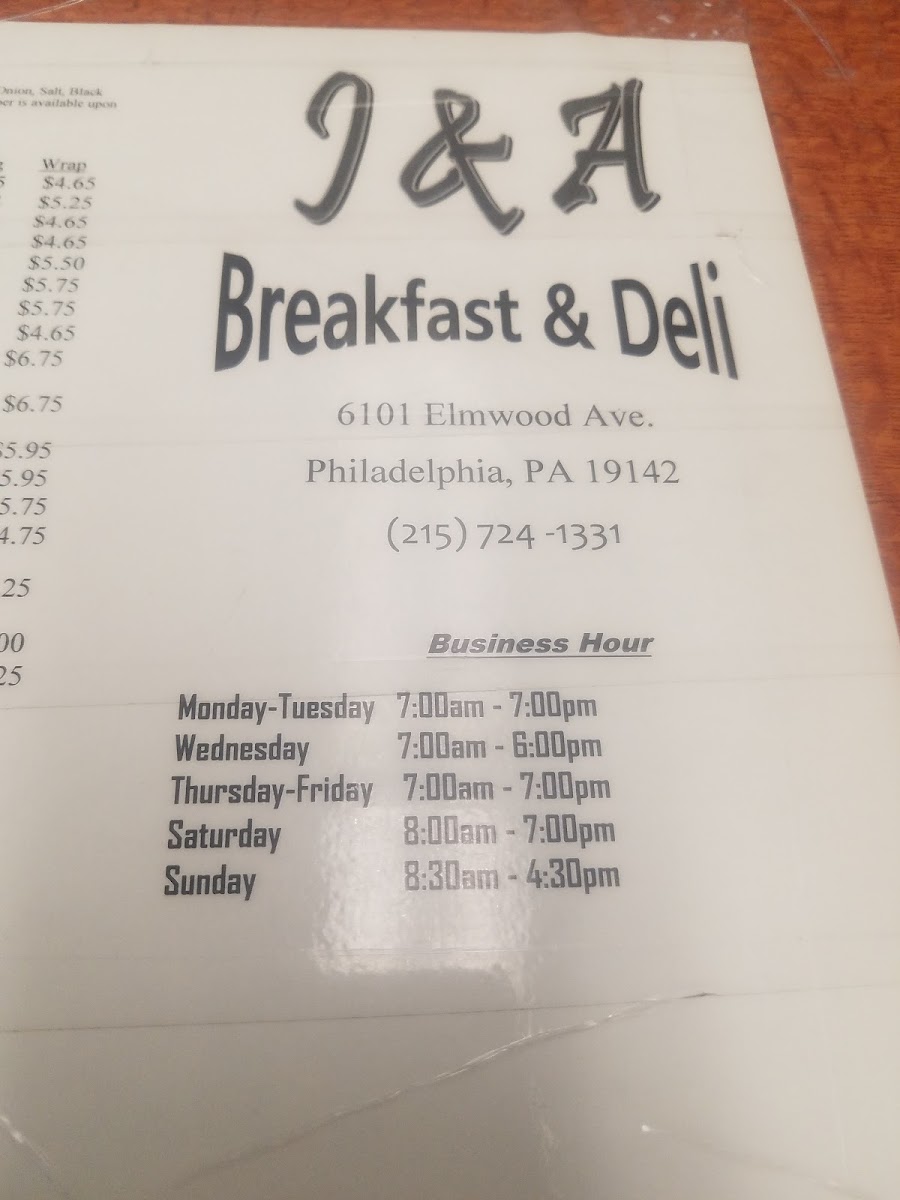 Onion, Salt, Black
is available upon
Wrap
$4.65
$5.25
$4.65
$4.65
$5.50
$5.75
$5.75
$4.65
$6.75
$6.75
$5.95
5.95
5.75
4.75
25
00
25
J & A
Breakfast & Deli
6101 Elmwood Ave.
Philadelphia, PA 19142
(215) 724 -1331
Business Hour
Monday-Tuesday 7:00am - 7:00pm
Wednesday 7:00am - 6:00pm
Thursday-Friday 7:00am - 7:00pm
Saturday 8:00am - 7:00pm
Sunday 8:30am - 4:30pm